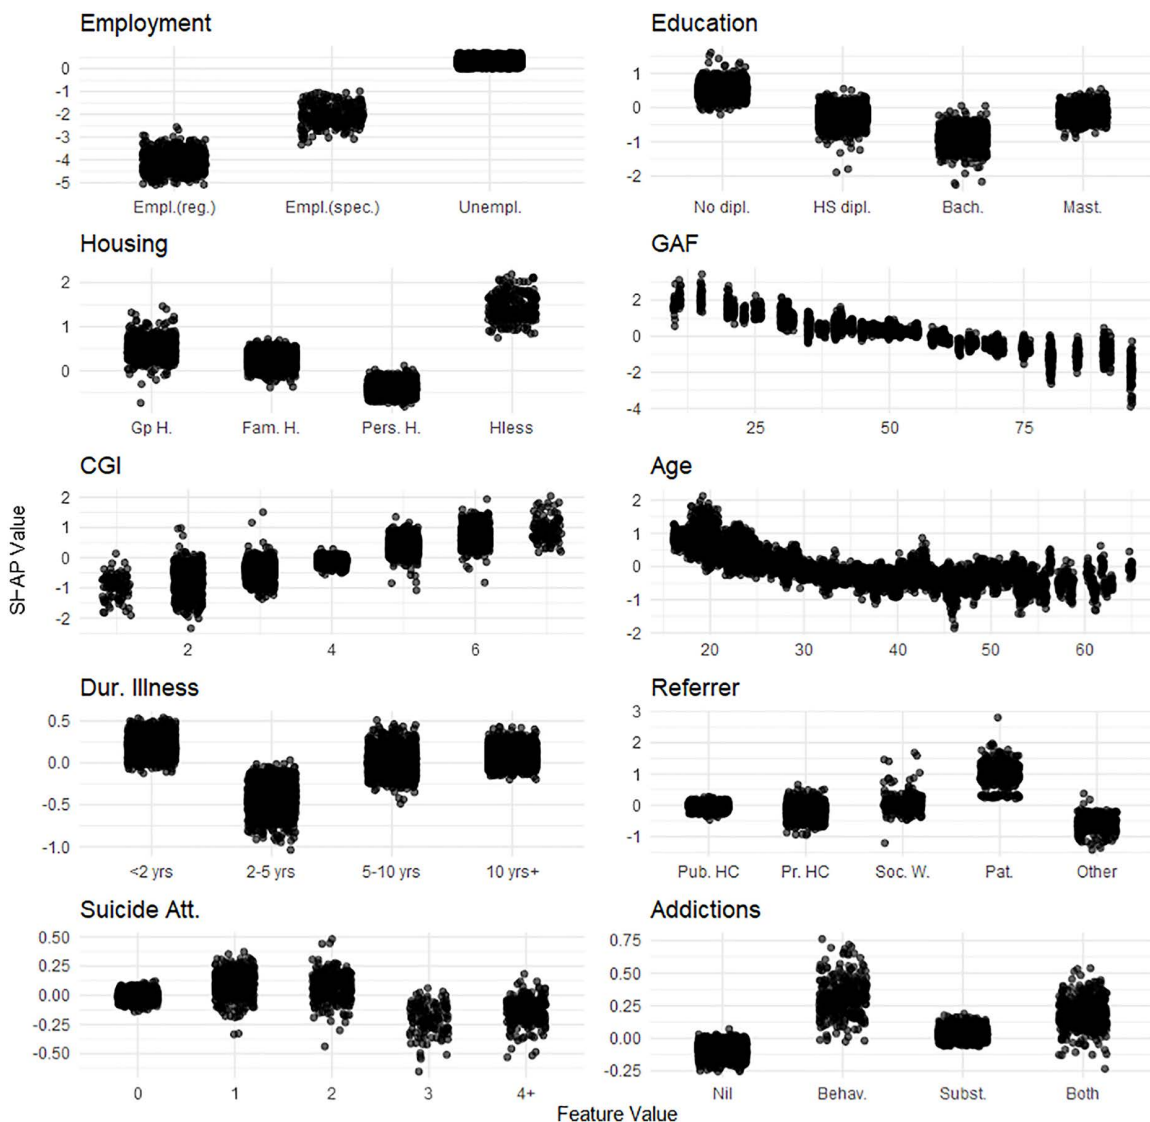 Employment
0
-1
-2
-3
-4
-5
Empl.(reg.) Empl.(spec.) Unempl.
Education
1
0
-1
-2
No dipl. HS dipl. Bach. Mast.
Housing
2
1
0
Gp H. Fam. H. Pers. H. Hless
GAF
2
0
-2
-4
25 50 75
CGI
2
1
0
-1
-2
2 4 6
Age
2
1
0
-1
-2
20 30 40 50 60
SHAP Value
Dur. Illness
0.5
0.0
-0.5
-1.0
<2 yrs 2-5 yrs 5-10 yrs 10 yrs+
Referrer
3
2
1
0
-1
Pub. HC Pr. HC Soc. W. Pat. Other
Suicide Att.
0.50
0.25
0.00
-0.25
-0.50
0 1 2 3 4+
Addictions
0.75
0.50
0.25
0.00
-0.25
Nil Behav. Subst. Both
Feature Value